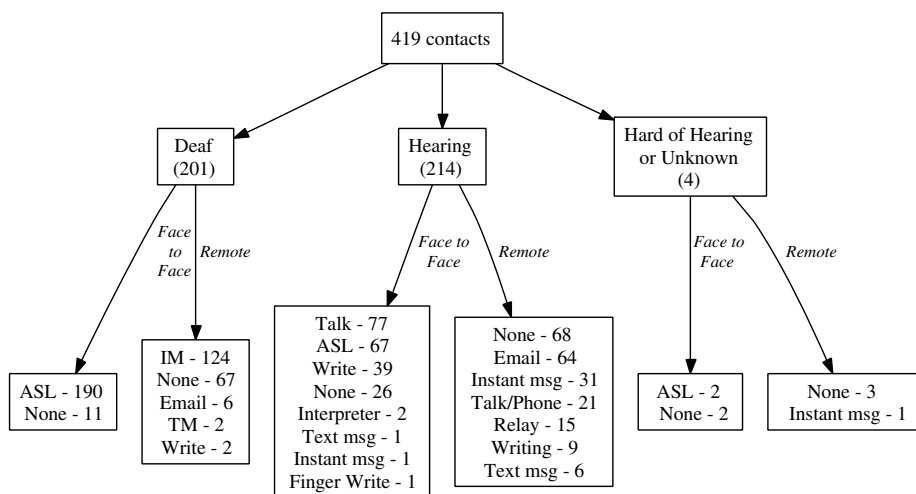 419 contacts
Deaf
(201)
Hearing
(214)
Hard of Hearing
or Unknown
(4)
Face
to
Face
Remote
Face to
Face
Remote
Face to
Face
Remote
ASL - 190
None - 11
IM - 124
None - 67
Email - 6
TM - 2
Write - 2
Talk - 77
ASL - 67
Write - 39
None - 26
Interpreter - 2
Text msg - 1
Instant msg - 1
Finger Write - 1
None - 68
Email - 64
Instant msg - 31
Talk/Phone - 21
Relay - 15
Writing - 9
Text msg - 6
ASL - 2
None - 2
None - 3
Instant msg - 1